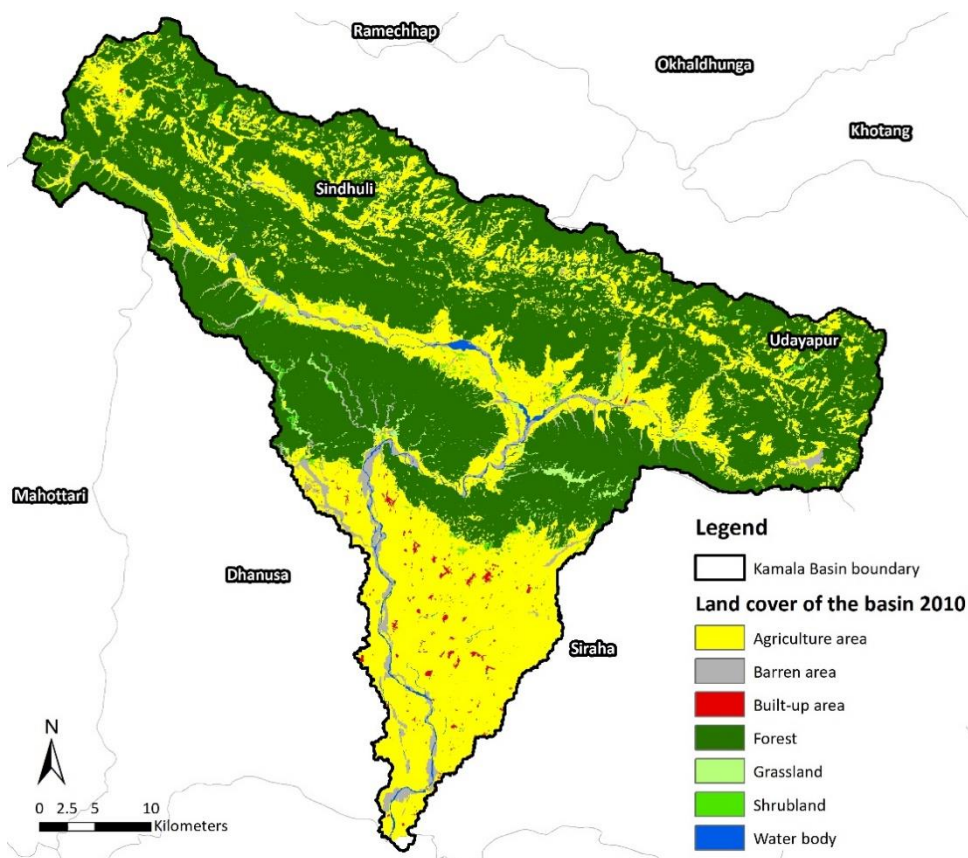 Ramechhap
Okhaldhunga
Khotang
Sindhuli
Udayapur
Mahottari
Dhanusa
Siraha
Legend
Kamala Basin boundary
Land cover of the basin 2010
Agriculture area
Barren area
Built-up area
Forest
Grassland
Shrubland
Water body
N
0 2.5 5 10
Kilometers